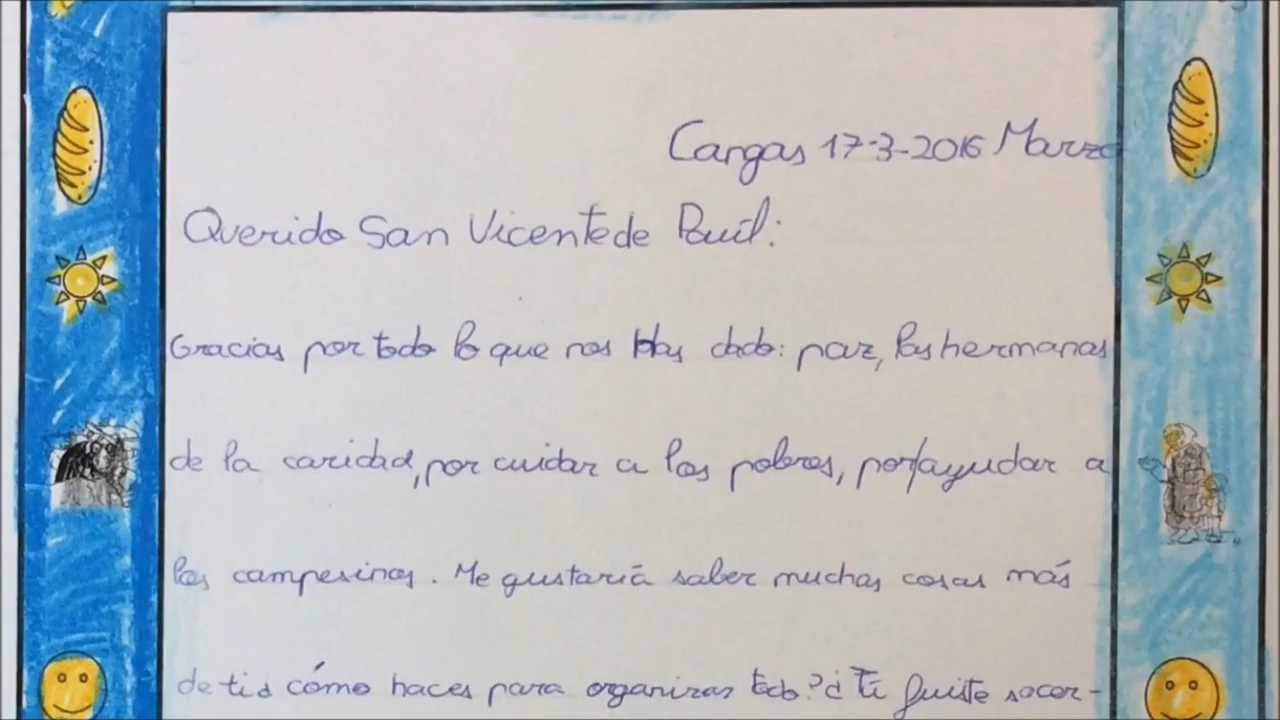 Cangas 17-3-2016 Marzo
Querido San Vicente de Paúl:
Gracias por todo lo que nos has dado: paz, las hermanas
de la caridad, por cuidar a los pobres, por ayudar a
los campesinos. Me gustaría saber muchas cosas más
de ti ¿ cómo haces para organizar todo? ¿ Tú fuiste sacer-